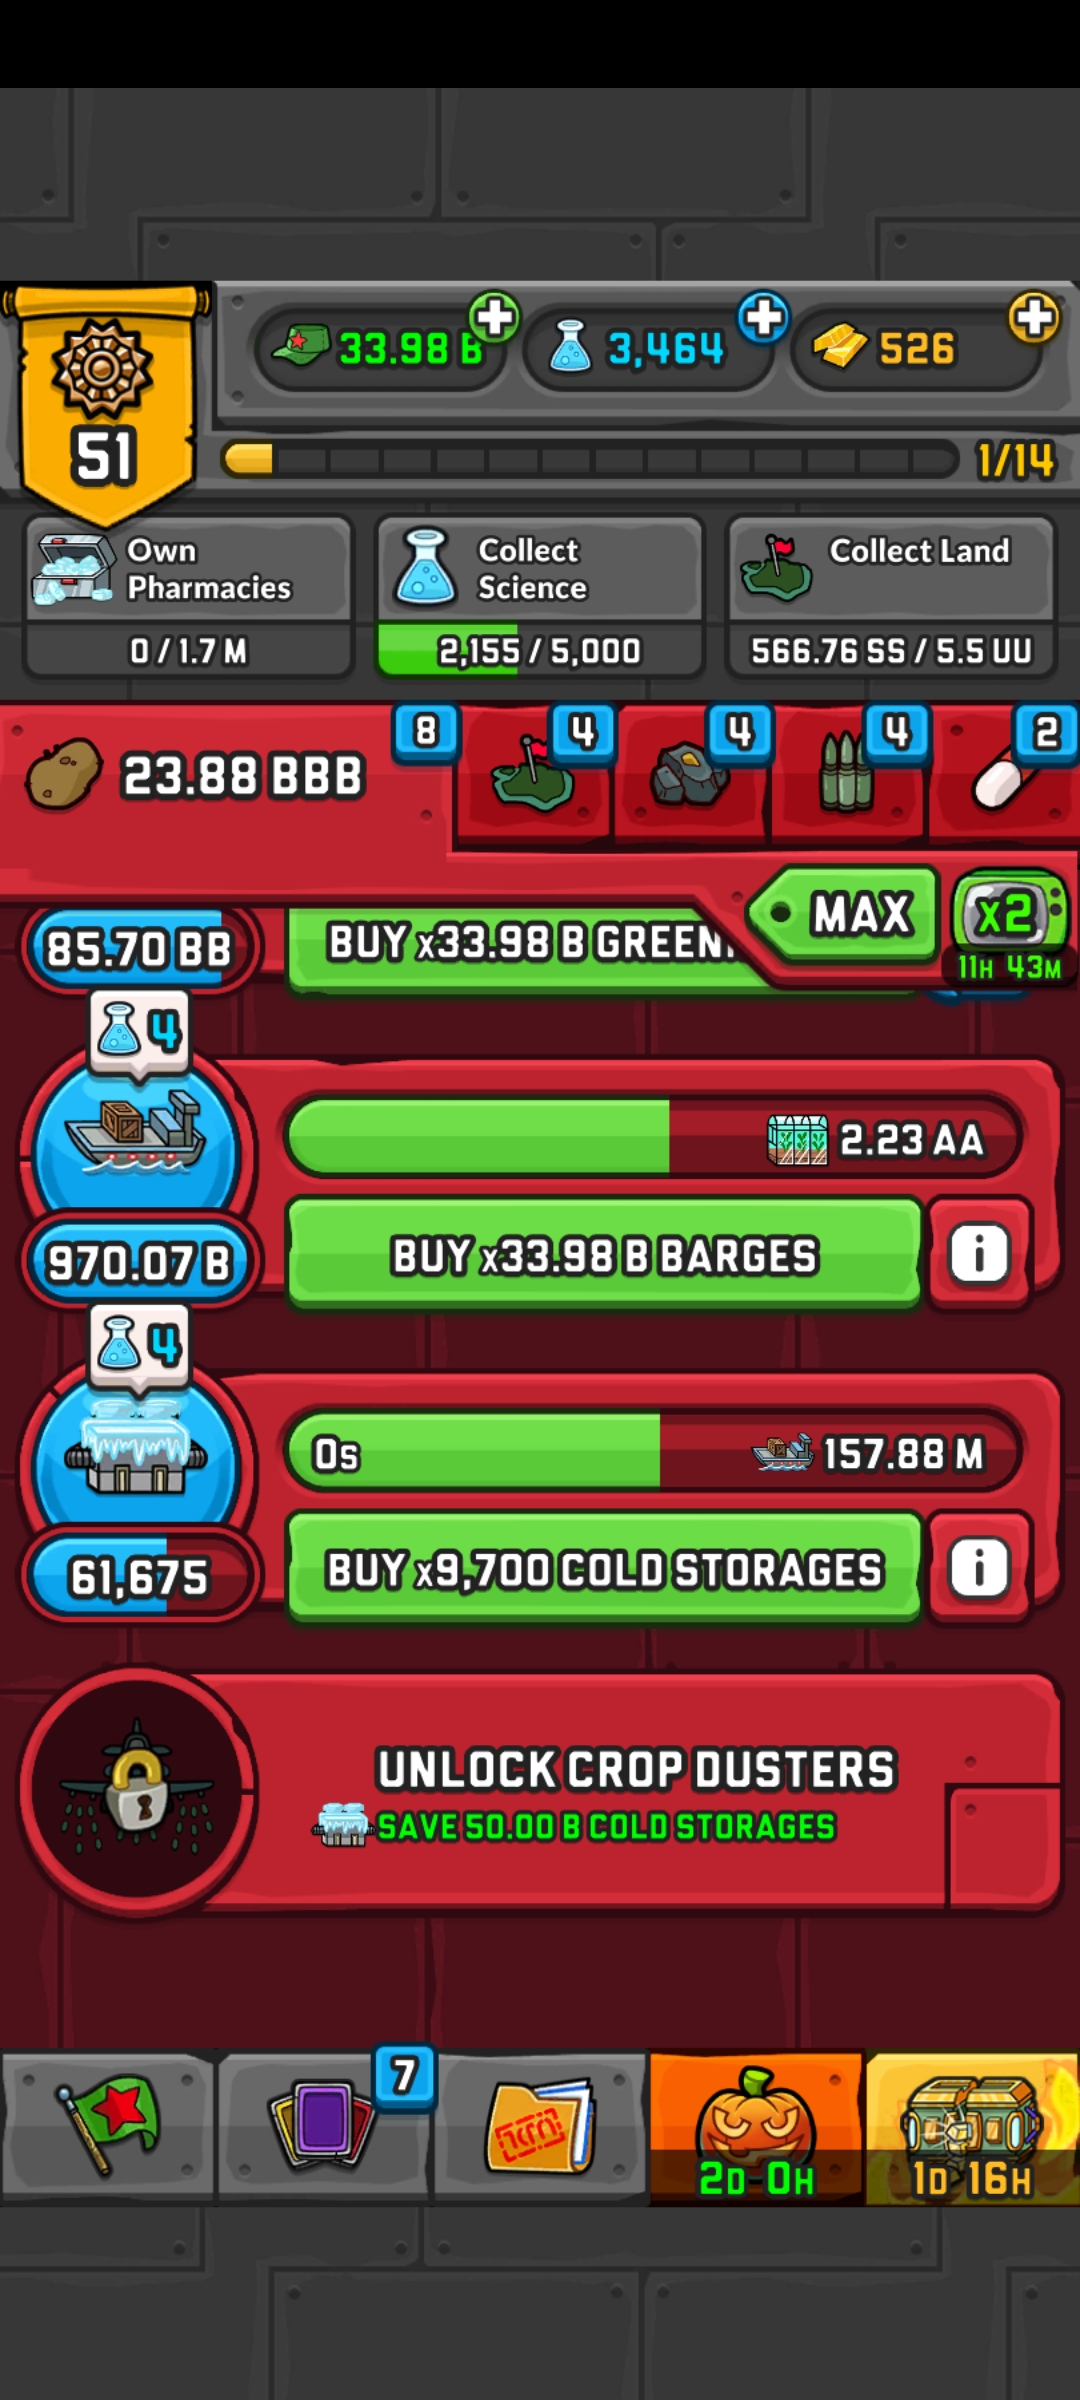 33.98 B
3,464
526
51
1/14
Own
Pharmacies
0 / 1.7 M
Collect
Science
2,155 / 5,000
Collect Land
566.76 SS / 5.5 UU
23.88 BBB
8
4
4
4
2
MAX
x2
11H 43M
85.70 BB
BUY x33.98 B GREEN
4
2.23 AA
970.07 B
BUY x33.98 B BARGES
i
4
0s
157.88 M
61,675
BUY x9,700 COLD STORAGES
i
UNLOCK CROP DUSTERS
SAVE 50.00 B COLD STORAGES
7
2D 0H
1D 16H